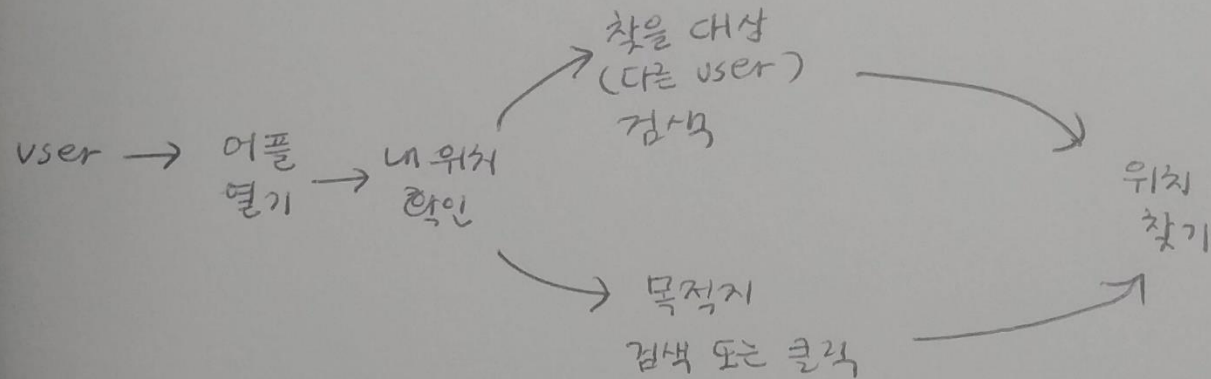 user → 어플
열기 → 내 위치
확인
찾을 대상
(다른 user)
검색
목적지
검색 또는 클릭
위치
찾기